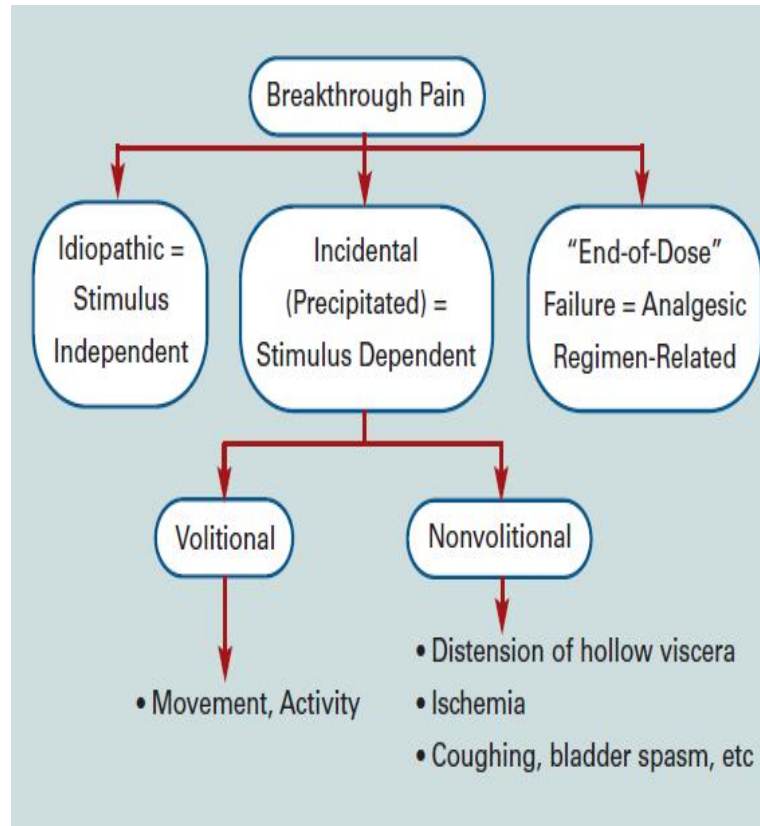 Breakthrough Pain
Idiopathic =
Stimulus
Independent
Incidental
(Precipitated) =
Stimulus Dependent
“End-of-Dose”
Failure = Analgesic
Regimen-Related
Volitional
Nonvolitional
• Movement, Activity
• Distension of hollow viscera
• Ischemia
• Coughing, bladder spasm, etc